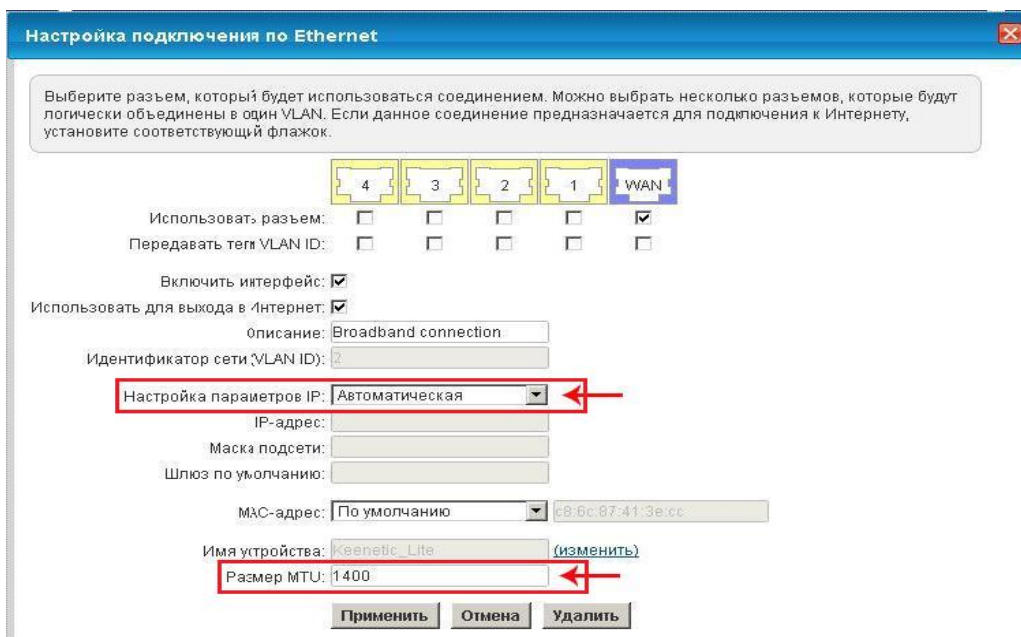 Настройка подключения по Ethernet
Выберите разъем, который будет использоваться соединением. Можно выбрать несколько разъемов, которые будут
логически объединены в один VLAN. Если данное соединение предназначается для подключения к Интернету,
установите соответствующий флажок.
4 3 2 1 WAN
Использовать разъем:
Передавать теги VLAN ID:
Включить интерфейс:
Использовать для выхода в Интернет:
Описание: Broadband connection
Идентификатор сети (VLAN ID): 2
Настройка параметров IP: Автоматическая
IP-адрес:
Маска подсети:
Шлюз по умолчанию:
MAC-адрес: По умолчанию c8:6c:87:41:3e:cc
Имя устройства: Keenetic_Lite (изменить)
Размер MTU: 1400
Применить Отмена Удалить